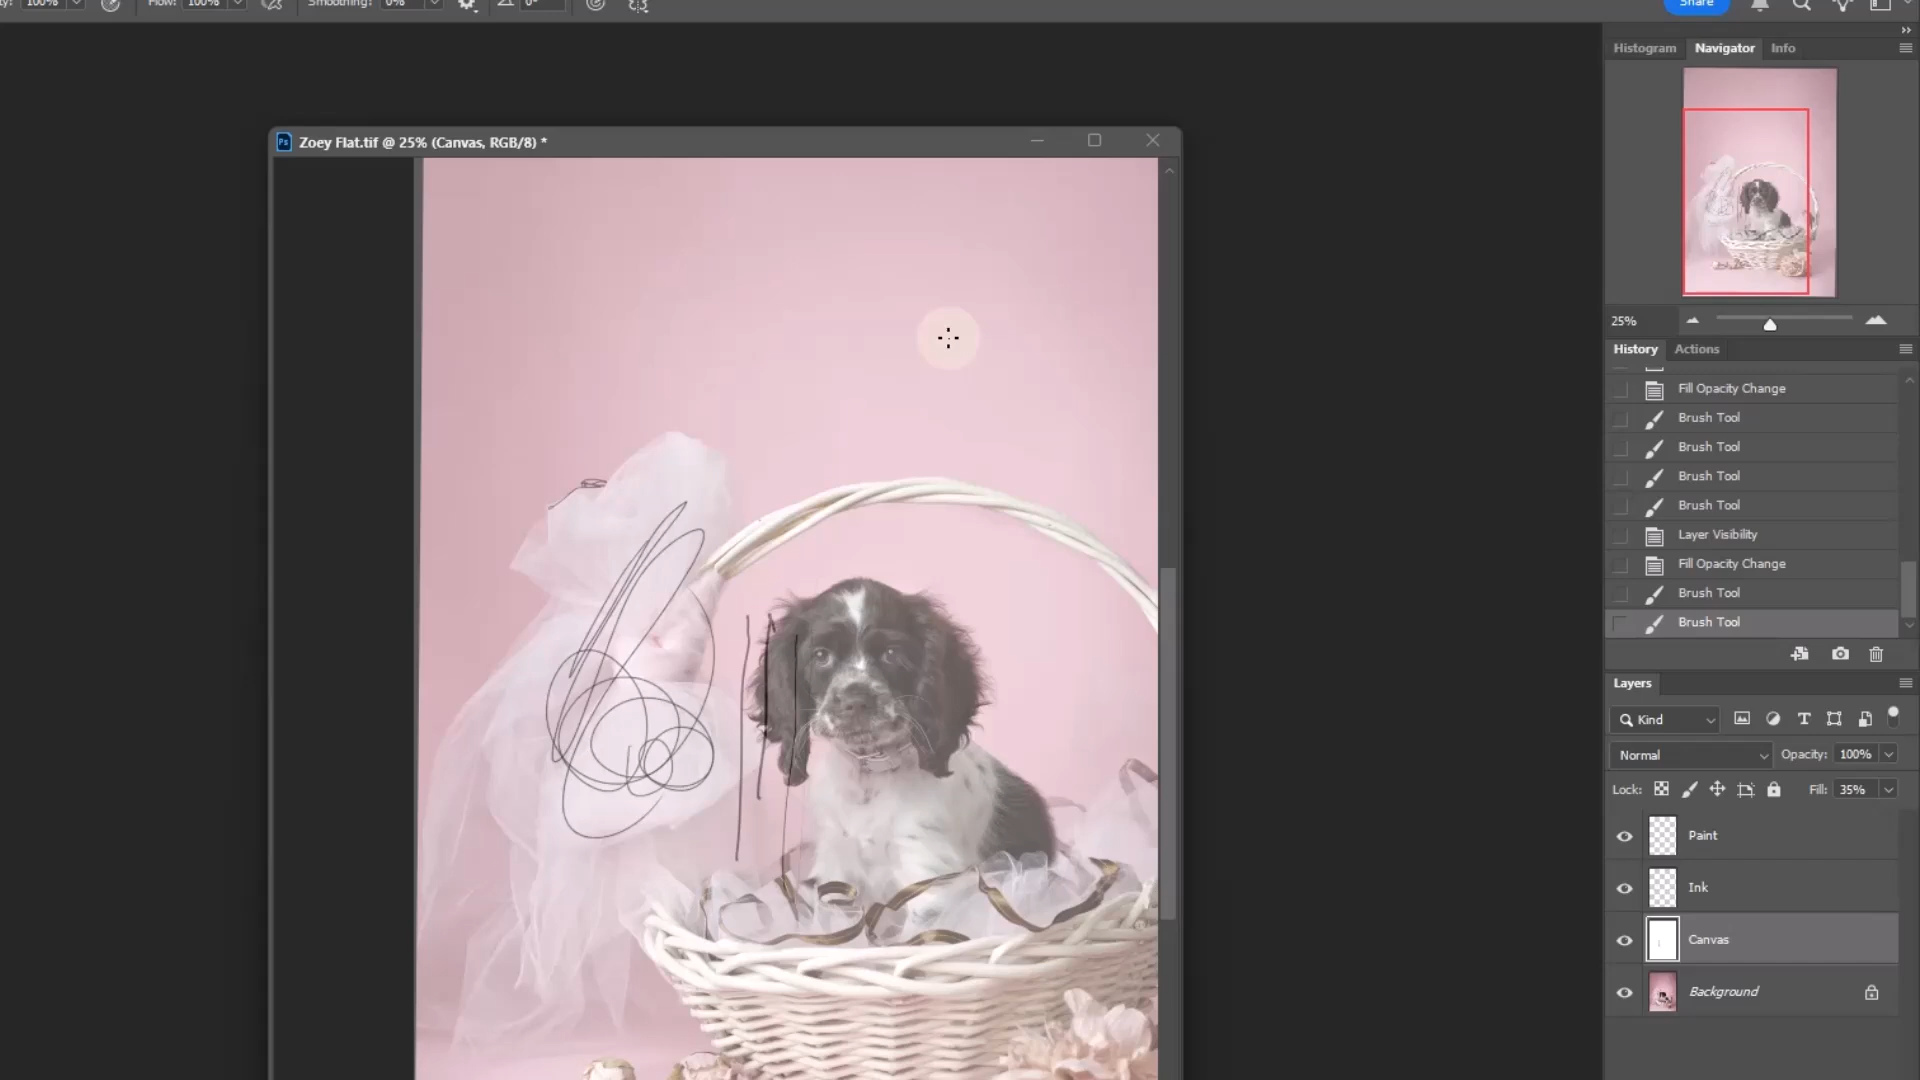 100% Flow: 100% Smoothing: 0% 0°
Share
Histogram Navigator Info
Zoey Flat.tif @ 25% (Canvas, RGB/8) *
25%
History Actions
Fill Opacity Change
Brush Tool
Brush Tool
Brush Tool
Brush Tool
Layer Visibility
Fill Opacity Change
Brush Tool
Brush Tool
Layers
Kind
Normal Opacity: 100%
Lock: Fill: 35%
Paint
Ink
Canvas
Background